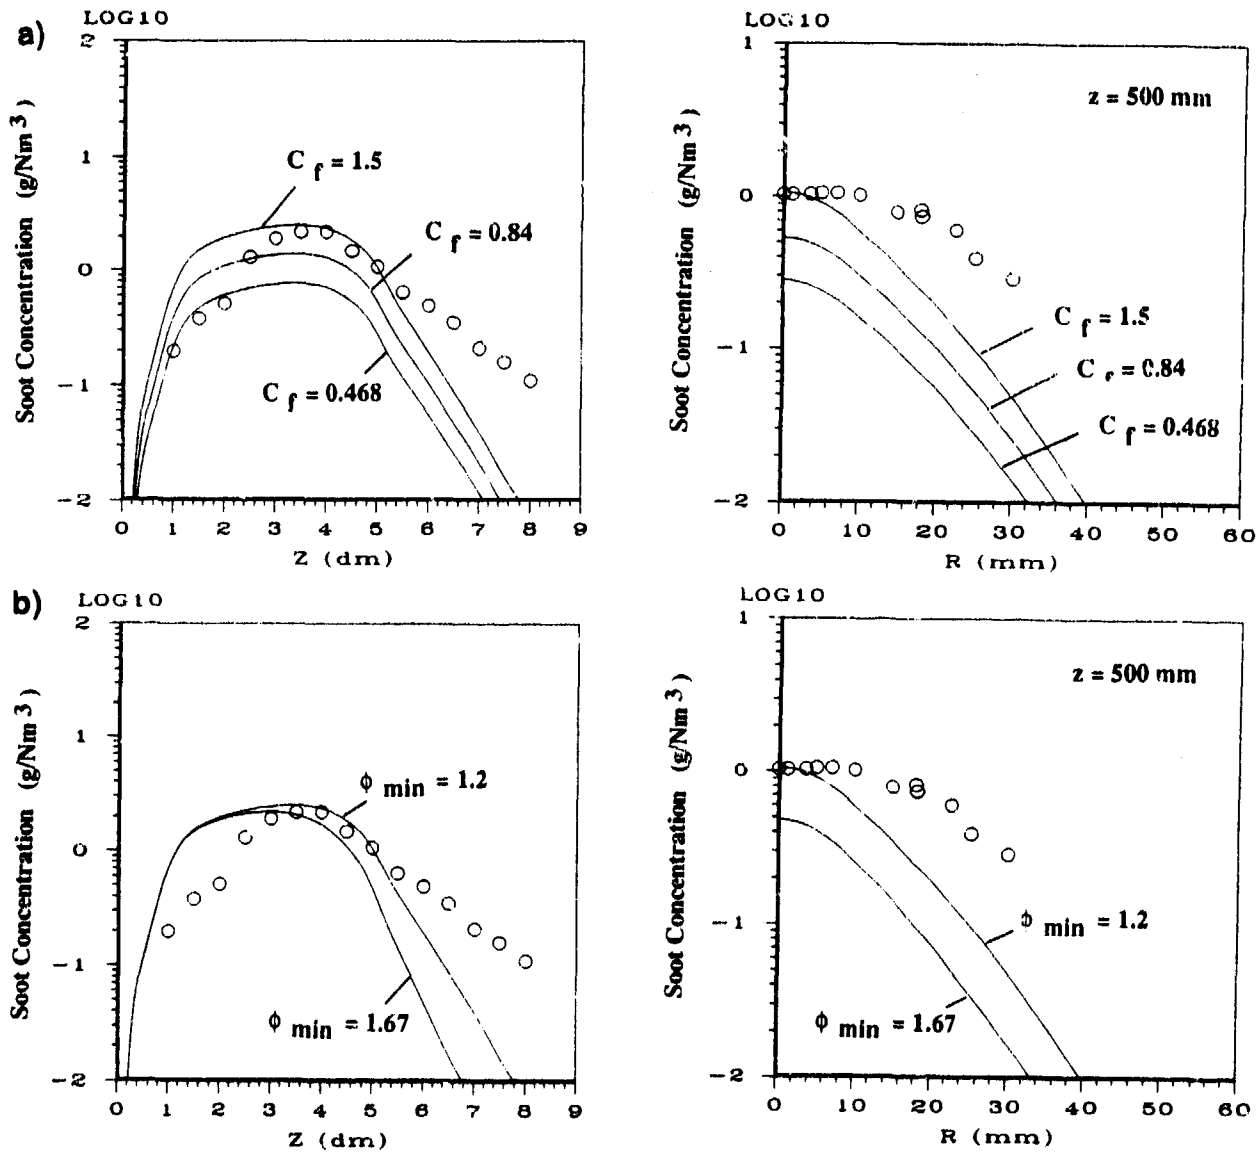 a)
LOG10
Soot Concentration (g/Nm³)
2
1
0
-1
-2
C f = 1.5
C f = 0.84
C f = 0.468
0 1 2 3 4 5 6 7 8 9
Z (dm)
LOG10
Soot Concentration (g/Nm³)
1
0
-1
-2
z = 500 mm
C f = 1.5
C f = 0.84
C f = 0.468
0 10 20 30 40 50 60
R (mm)
b)
LOG10
Soot Concentration (g/Nm³)
2
1
0
-1
-2
ϕ min = 1.2
ϕ min = 1.67
0 1 2 3 4 5 6 7 8 9
Z (dm)
LOG10
Soot Concentration (g/Nm³)
1
0
-1
-2
z = 500 mm
ϕ min = 1.2
ϕ min = 1.67
0 10 20 30 40 50 60
R (mm)